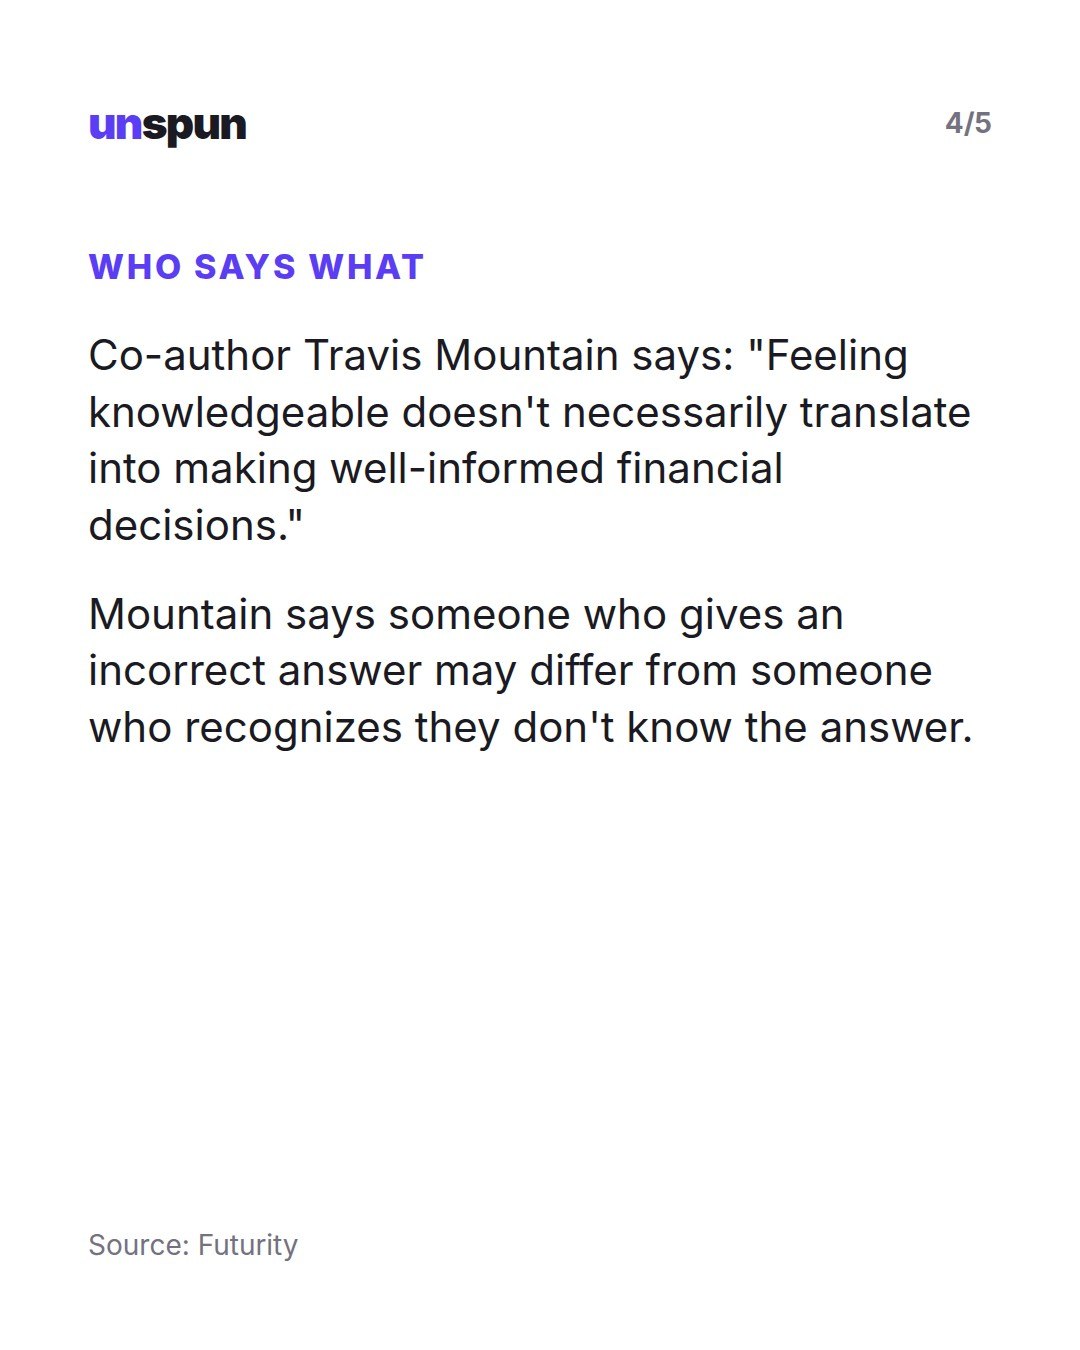 unspun
4/5
WHO SAYS WHAT
Co-author Travis Mountain says: "Feeling
knowledgeable doesn't necessarily translate
into making well-informed financial
decisions."
Mountain says someone who gives an
incorrect answer may differ from someone
who recognizes they don't know the answer.
Source: Futurity